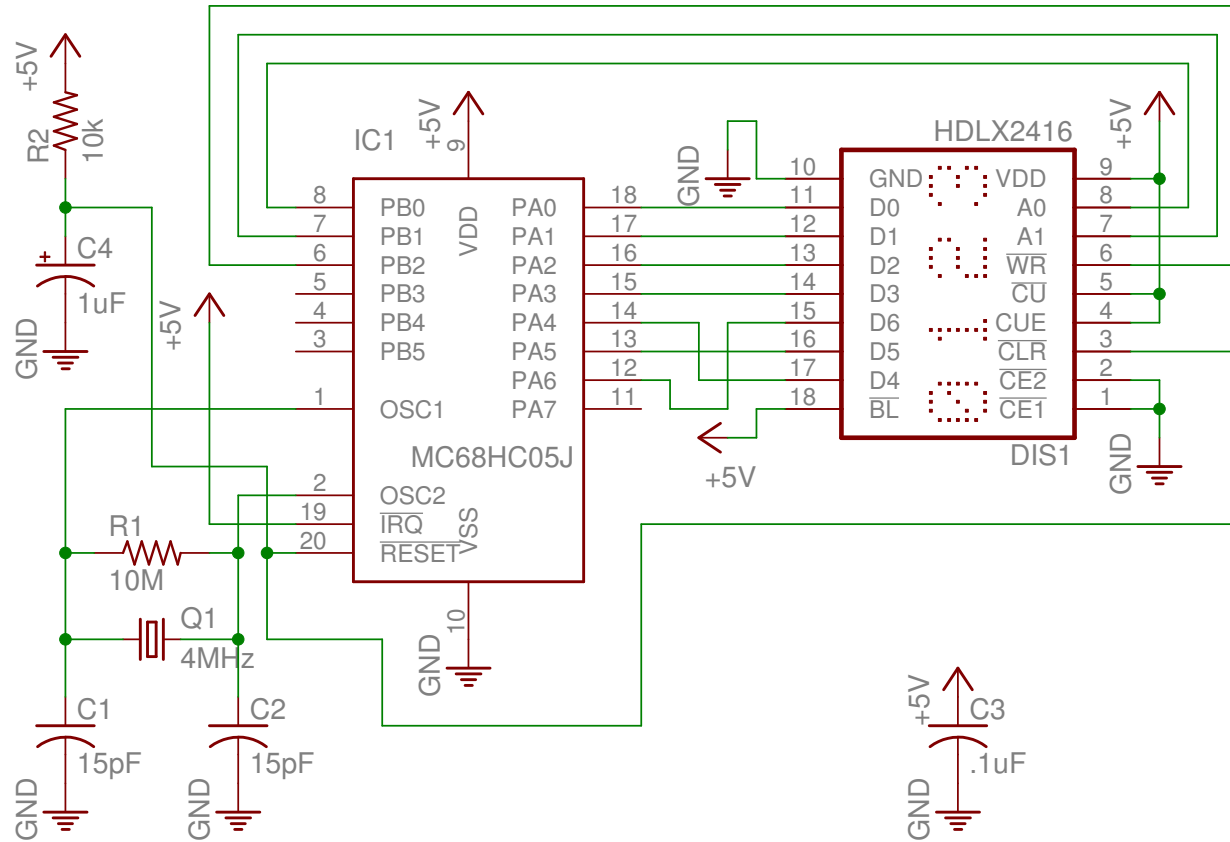 +5V
R2
10k
C4
+
1uF
GND
+5V
IC1
+5V
9
VDD
8 PB0 PA0 18
7 PB1 PA1 17
6 PB2 PA2 16
5 PB3 PA3 15
4 PB4 PA4 14
3 PB5 PA5 13
PA6 12
1 OSC1 PA7 11
MC68HC05J
2 OSC2
19 IRQ
20 RESET
VSS
10
GND
GND
HDLX2416
+5V
10 GND VDD 9
11 D0 A0 8
12 D1 A1 7
13 D2 WR 6
14 D3 CU 5
15 D6 CUE 4
16 D5 CLR 3
17 D4 CE2 2
18 BL CE1 1
+5V
DIS1
GND
R1
10M
Q1
4MHz
C1
15pF
GND
C2
15pF
GND
+5V
C3
.1uF
GND